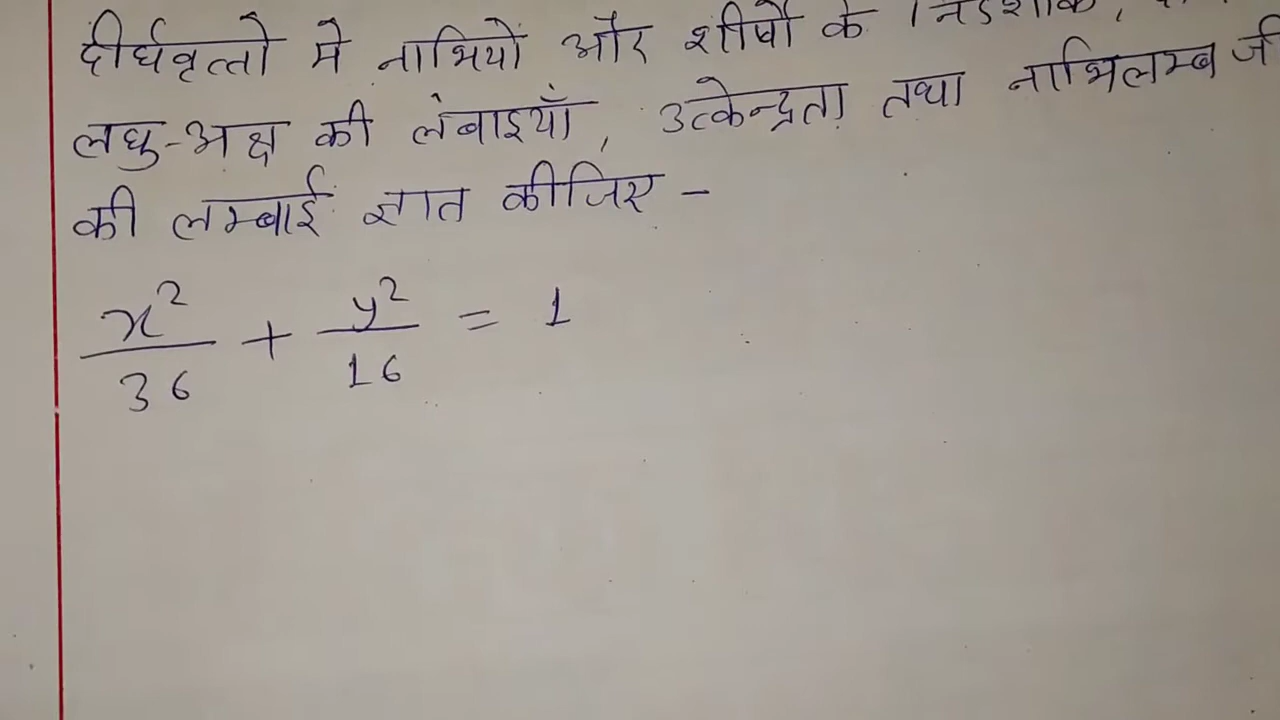 दीर्घवृत्तो मे नाभियों और शीर्षों के निर्देशांक,
लघु-अक्ष की लंबाइयाँ, उत्केन्द्रता तथा नाभिलम्ब
की लम्बाई ज्ञात कीजिए -
x²/36 + y²/16 = 1